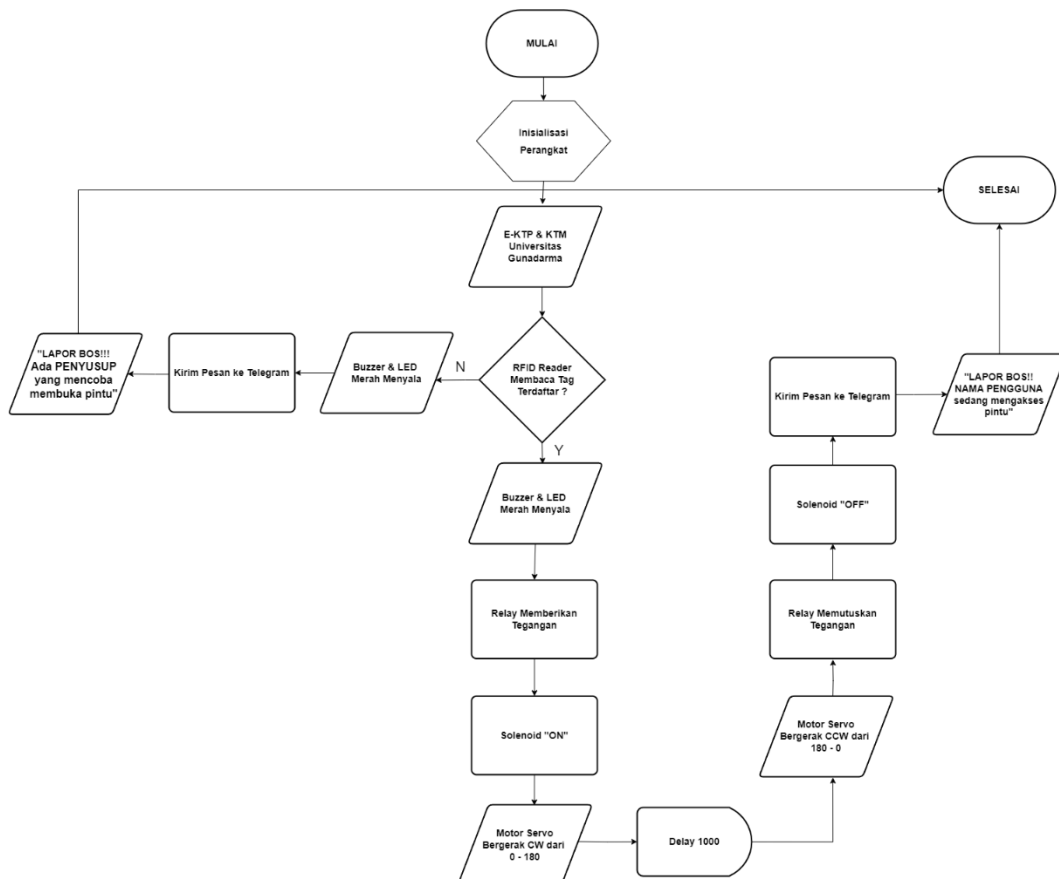 MULAI
Inisialisasi
Perangkat
SELESAI
E-KTP & KTM
Universitas
Gunadarma
RFID Reader
Membaca Tag
Terdaftar ?
N
Buzzer & LED
Merah Menyala
Kirim Pesan ke Telegram
"LAPOR BOS!!!
Ada PENYUSUP
yang mencoba
membuka pintu"
Y
Buzzer & LED
Merah Menyala
Relay Memberikan
Tegangan
Solenoid "ON"
Motor Servo
Bergerak CW dari
0 - 180
Delay 1000
Motor Servo
Bergerak CCW dari
180 - 0
Relay Memutuskan
Tegangan
Solenoid "OFF"
Kirim Pesan ke Telegram
"LAPOR BOS!!
NAMA PENGGUNA
sedang mengakses
pintu"